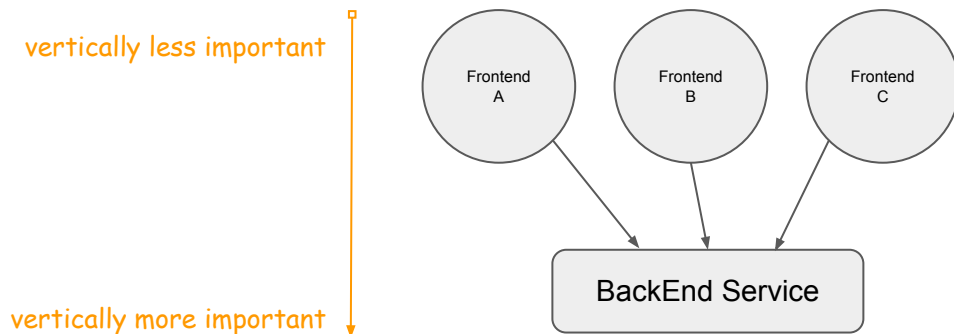 vertically less important
Frontend
A
Frontend
B
Frontend
C
BackEnd Service
vertically more important